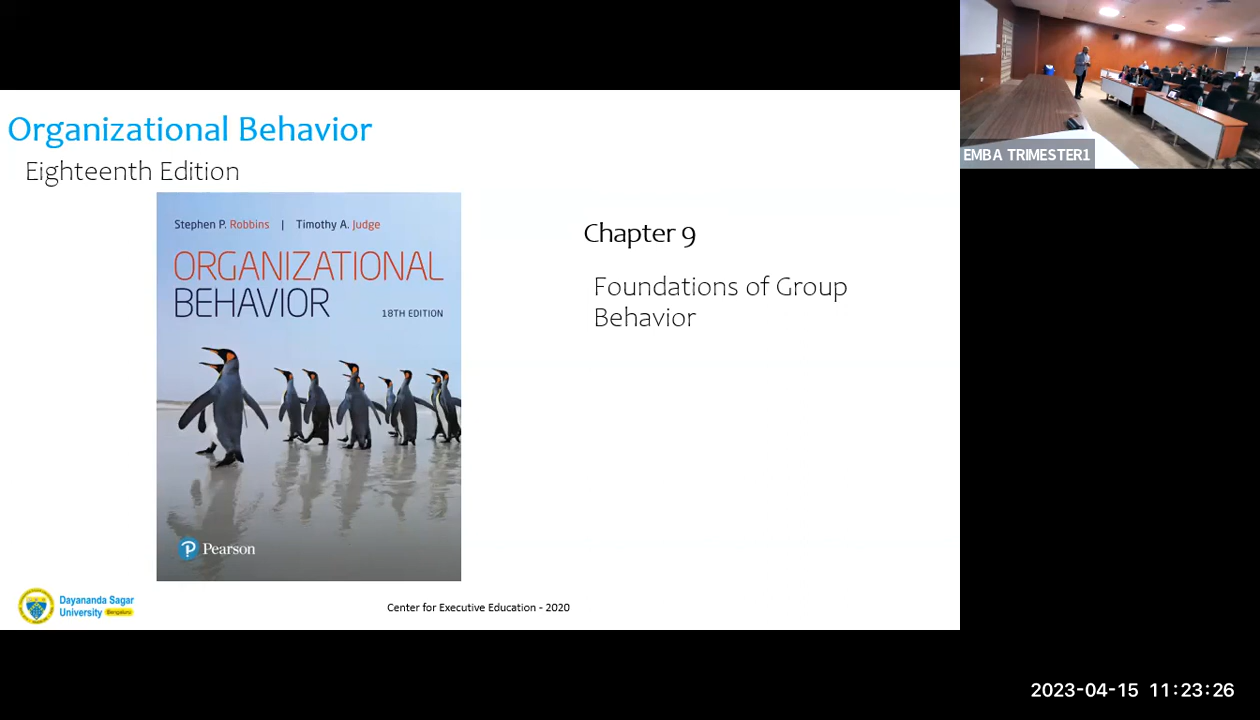 Organizational Behavior
Eighteenth Edition
Stephen P. Robbins | Timothy A. Judge
ORGANIZATIONAL
BEHAVIOR
18TH EDITION
P Pearson
Chapter 9
Foundations of Group
Behavior
Dayananda Sagar
University Bengaluru
Center for Executive Education - 2020
EMBA TRIMESTER1
2023-04-15 11:23:26